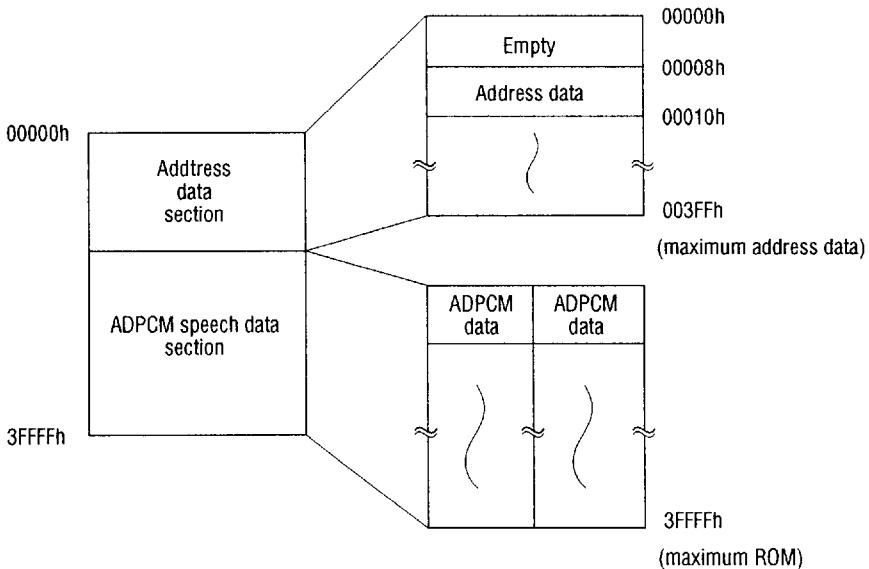 00000h
Addtress
data
section
ADPCM speech data
section
3FFFFh
00000h
Empty
00008h
Address data
00010h
003FFh
(maximum address data)
ADPCM
data
ADPCM
data
3FFFFh
(maximum ROM)